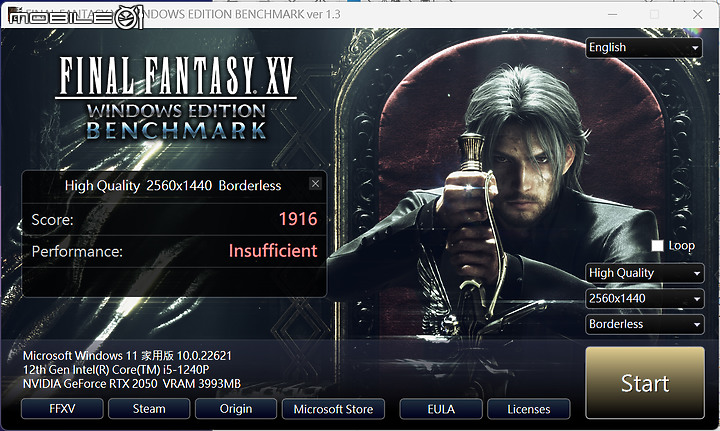 MOBILE01
FINAL FANTASY XV WINDOWS EDITION BENCHMARK ver 1.3
English
FINAL FANTASY XV
WINDOWS EDITION
BENCHMARK
High Quality 2560x1440 Borderless
Score: 1916
Performance: Insufficient
Loop
High Quality
2560x1440
Borderless
Microsoft Windows 11 家用版 10.0.22621
12th Gen Intel(R) Core(TM) i5-1240P
NVIDIA GeForce RTX 2050 VRAM 3993MB
Start
FFXV
Steam
Origin
Microsoft Store
EULA
Licenses